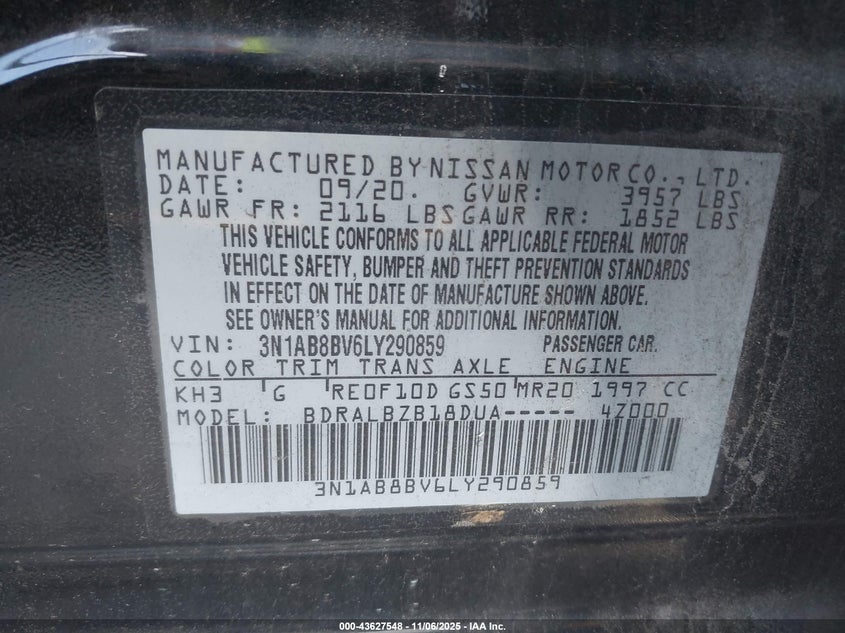 MANUFACTURED BY NISSAN MOTOR CO., LTD.
DATE: 09/20. GVWR: 3957 LBS
GAWR FR: 2116 LBS GAWR RR: 1852 LBS
THIS VEHICLE CONFORMS TO ALL APPLICABLE FEDERAL MOTOR
VEHICLE SAFETY, BUMPER AND THEFT PREVENTION STANDARDS
IN EFFECT ON THE DATE OF MANUFACTURE SHOWN ABOVE.
SEE OWNER'S MANUAL FOR ADDITIONAL INFORMATION.
VIN: 3N1AB8BV6LY290859 PASSENGER CAR.
COLOR TRIM TRANS AXLE ENGINE
KH3 G RE0F10D GS50 MR20 1997 CC
MODEL: BDRALBZB18DUA----- 4Z000
3N1AB8BV6LY290859
000-43627548 - 11/06/2025 - IAA Inc.